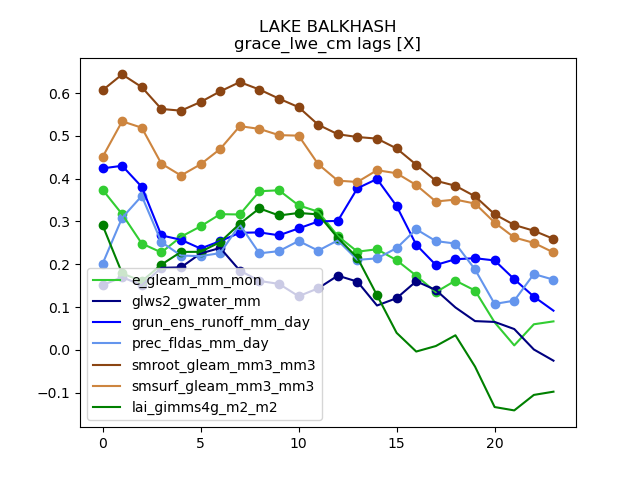 LAKE BALKHASH
grace_lwe_cm lags [X]
0.6
0.5
0.4
0.3
0.2
0.1
0.0
−0.1
e_gleam_mm_mon
glws2_gwater_mm
grun_ens_runoff_mm_day
prec_fldas_mm_day
smroot_gleam_mm3_mm3
smsurf_gleam_mm3_mm3
lai_gimms4g_m2_m2
0 5 10 15 20